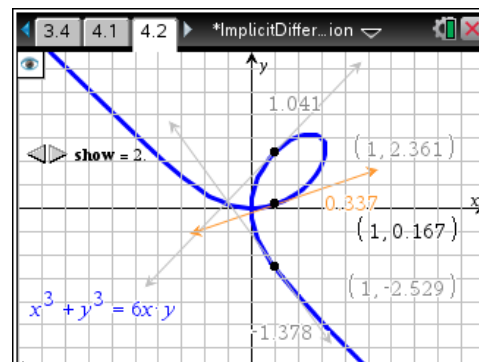 3.4 4.1 4.2 *ImplicitDiffer…ion
y
1.041
show = 2.
(1,2.361)
0.337
x
(1,0.167)
(1,-2.529)
x³+y³=6x·y
-1.378